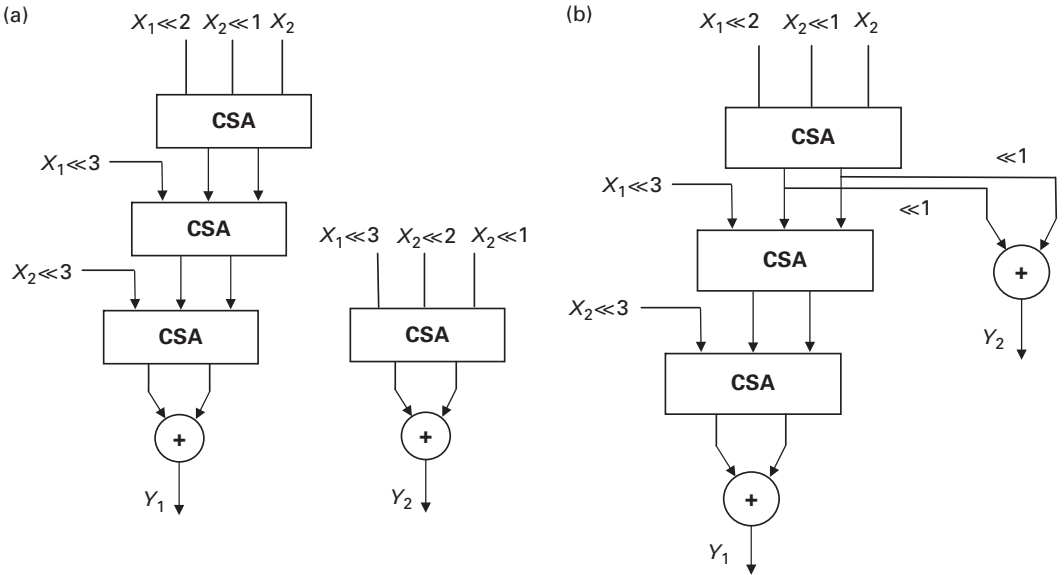 (a)
X₁≪2 X₂≪1 X₂
CSA
X₁≪3
CSA
X₂≪3
CSA
+
Y₁
X₁≪3 X₂≪2 X₂≪1
CSA
+
Y₂
(b)
X₁≪2 X₂≪1 X₂
CSA
≪1
≪1
X₁≪3
CSA
+
Y₂
X₂≪3
CSA
+
Y₁